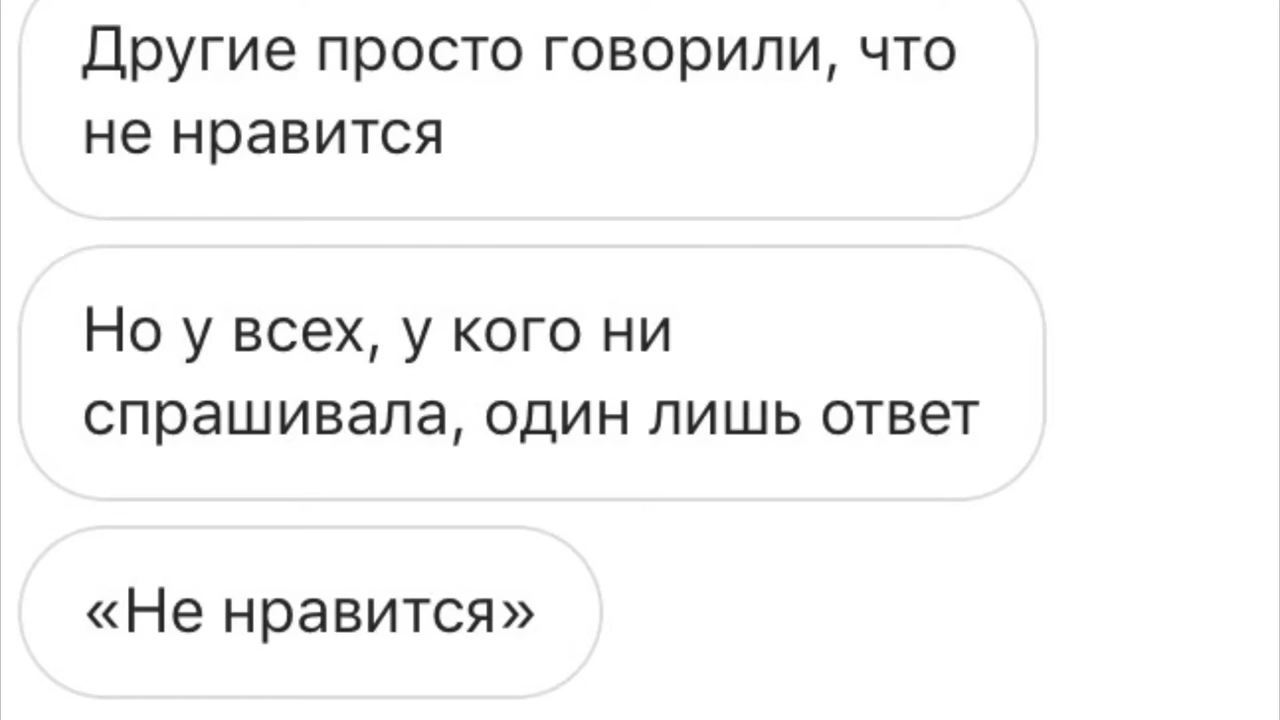 Другие просто говорили, что
не нравится
Но у всех, у кого ни
спрашивала, один лишь ответ
«Не нравится»